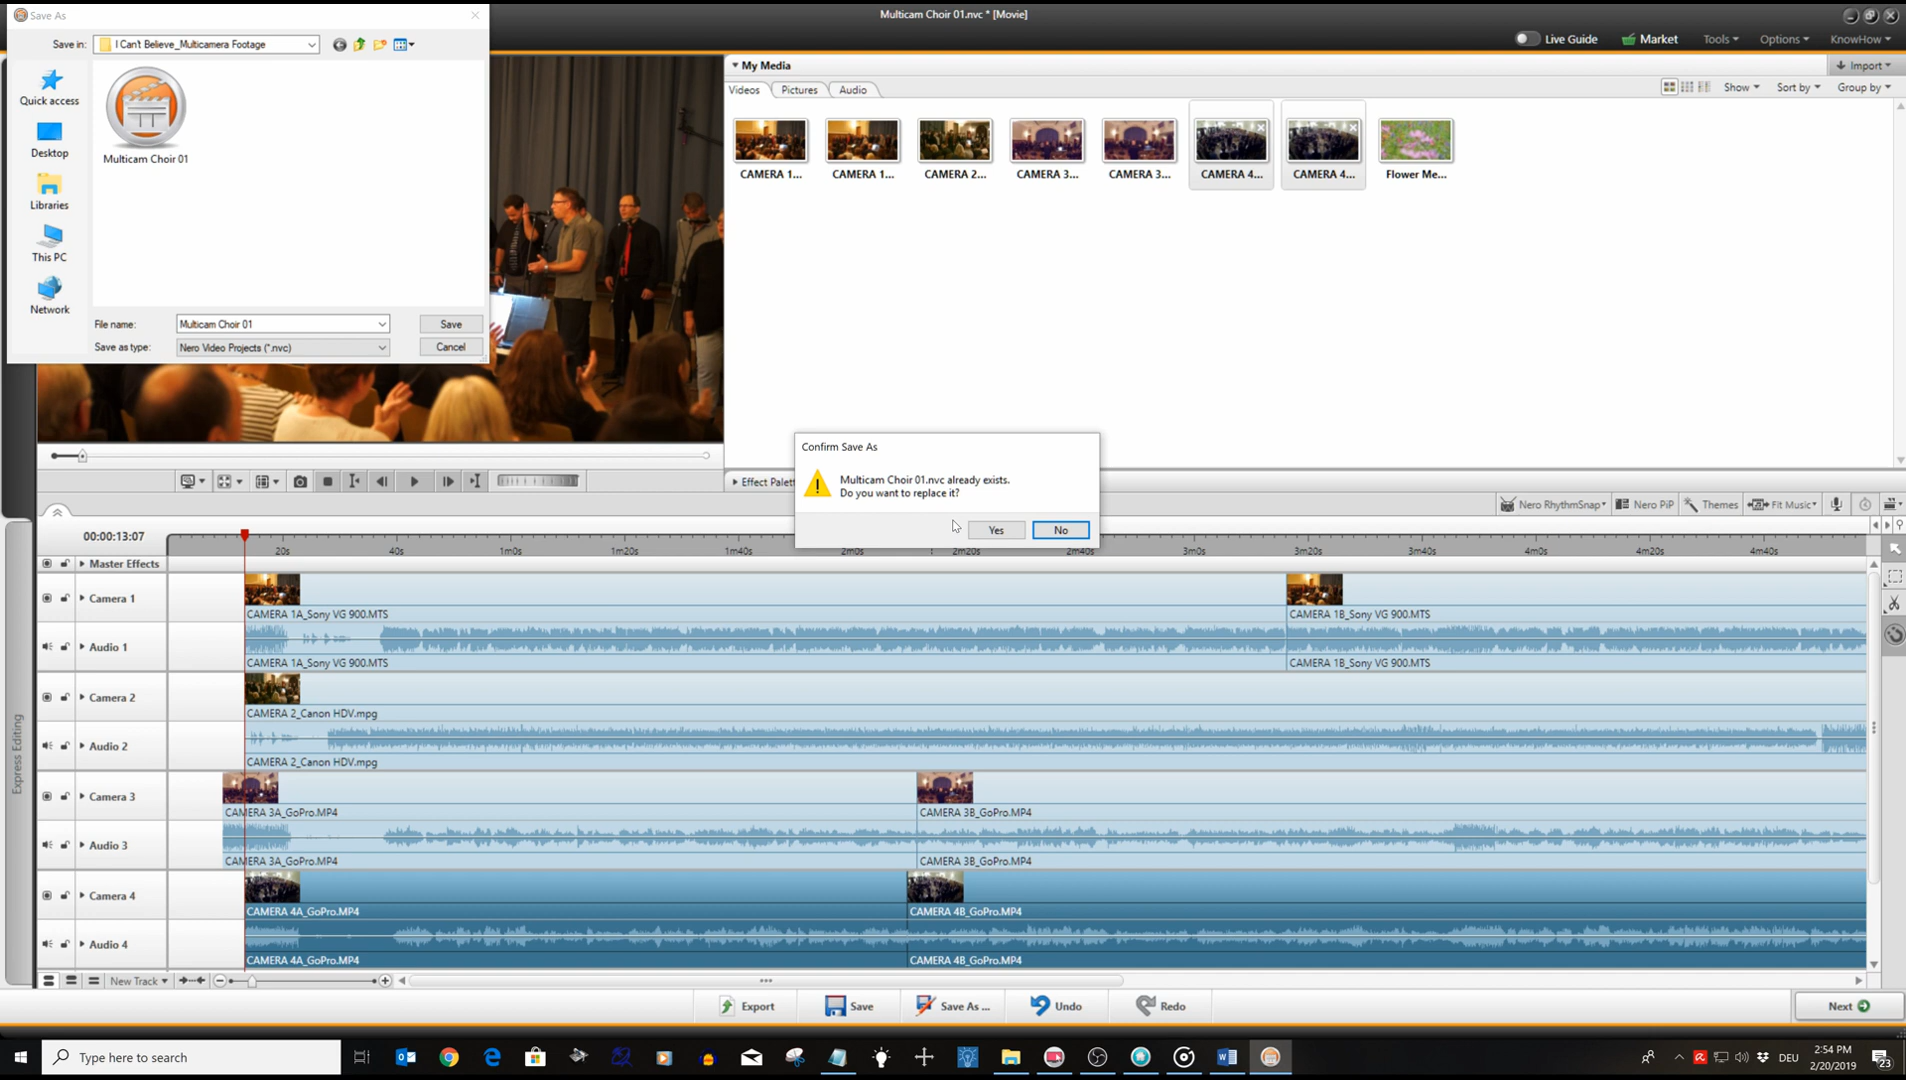 Save As
Multicam Choir 01.nvc * [Movie]
Live Guide
Market
Tools
Options
KnowHow
Save in:
I Can't Believe_Multicamera Footage
Quick access
Desktop
Libraries
This PC
Network
Multicam Choir 01
File name:
Multicam Choir 01
Save
Save as type:
Nero Video Projects (*.nvc)
Cancel
My Media
Import
Videos
Pictures
Audio
Show
Sort by
Group by
CAMERA 1...
CAMERA 1...
CAMERA 2...
CAMERA 3...
CAMERA 3...
CAMERA 4...
CAMERA 4...
Flower Me...
Confirm Save As
Multicam Choir 01.nvc already exists.
Do you want to replace it?
Yes
No
Effect Palett
Nero RhythmSnap
Nero PiP
Themes
Fit Music
00:00:13:07
20s
40s
1m0s
1m20s
1m40s
2m0s
2m20s
2m40s
3m0s
3m20s
3m40s
4m0s
4m20s
4m40s
Express Editing
Master Effects
Camera 1
CAMERA 1A_Sony VG 900.MTS
CAMERA 1B_Sony VG 900.MTS
Audio 1
CAMERA 1A_Sony VG 900.MTS
CAMERA 1B_Sony VG 900.MTS
Camera 2
CAMERA 2_Canon HDV.mpg
Audio 2
CAMERA 2_Canon HDV.mpg
Camera 3
CAMERA 3A_GoPro.MP4
CAMERA 3B_GoPro.MP4
Audio 3
CAMERA 3A_GoPro.MP4
CAMERA 3B_GoPro.MP4
Camera 4
CAMERA 4A_GoPro.MP4
CAMERA 4B_GoPro.MP4
Audio 4
CAMERA 4A_GoPro.MP4
CAMERA 4B_GoPro.MP4
New Track
Export
Save
Save As ...
Undo
Redo
Next
Type here to search
DEU
2:54 PM
2/20/2019
23